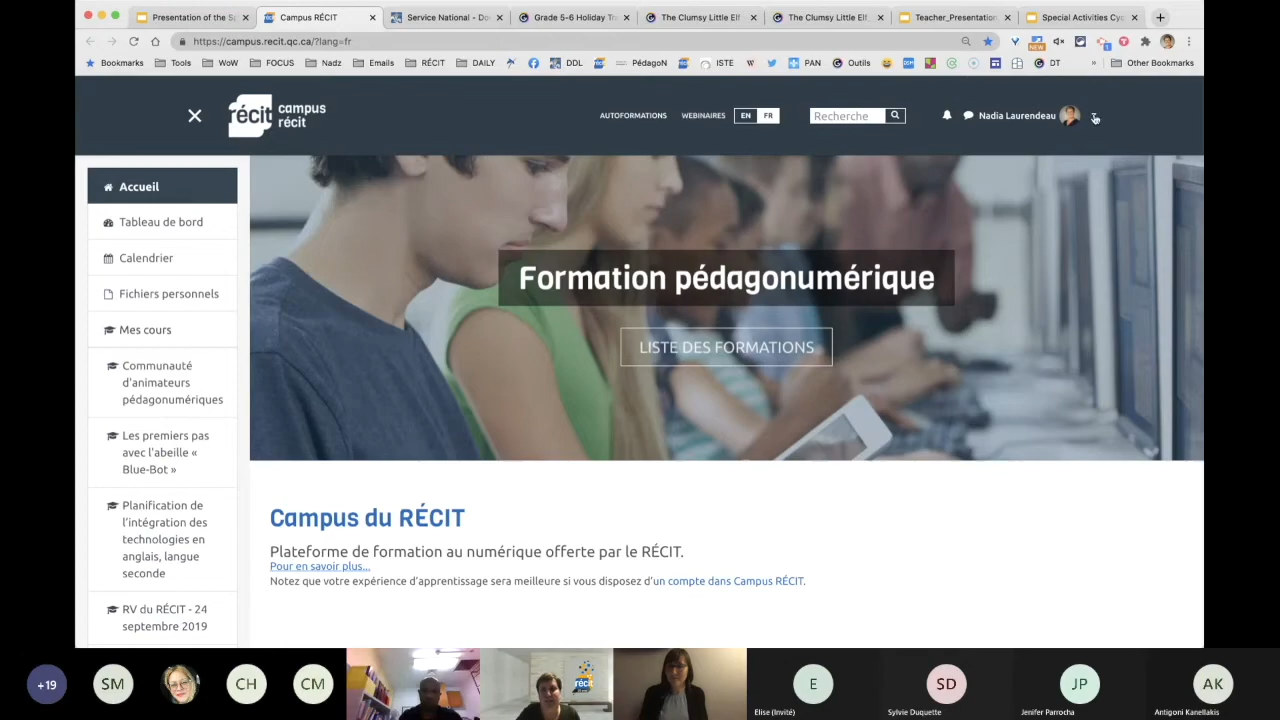 Presentation of the S
Campus RÉCIT
Service National - Do
Grade 5-6 Holiday Tr
The Clumsy Little Elf
The Clumsy Little Elf
Teacher_Presentation
Special Activities Cyc
https://campus.recit.qc.ca/?lang=fr
NEW
Bookmarks
Tools
WoW
FOCUS
Nadz
Emails
RÉCIT
DAILY
DDL
PédagoN
ISTE
PAN
Outils
DT
Other Bookmarks
récit campus récit
AUTOFORMATIONS
WEBINAIRES
EN FR
Recherche
Nadia Laurendeau
Accueil
Tableau de bord
Calendrier
Fichiers personnels
Mes cours
Communauté
d'animateurs
pédagonumériques
Les premiers pas
avec l'abeille «
Blue-Bot »
Planification de
l'intégration des
technologies en
anglais, langue
seconde
RV du RÉCIT - 24
septembre 2019
Formation pédagonumérique
LISTE DES FORMATIONS
Campus du RÉCIT
Plateforme de formation au numérique offerte par le RÉCIT.
Pour en savoir plus...
Notez que votre expérience d'apprentissage sera meilleure si vous disposez d'un compte dans Campus RÉCIT.
+19
SM
CH
CM
récit
E
Elise (Invité)
SD
Sylvie Duquette
JP
Jenifer Parrocha
AK
Antigoni Kanellakis